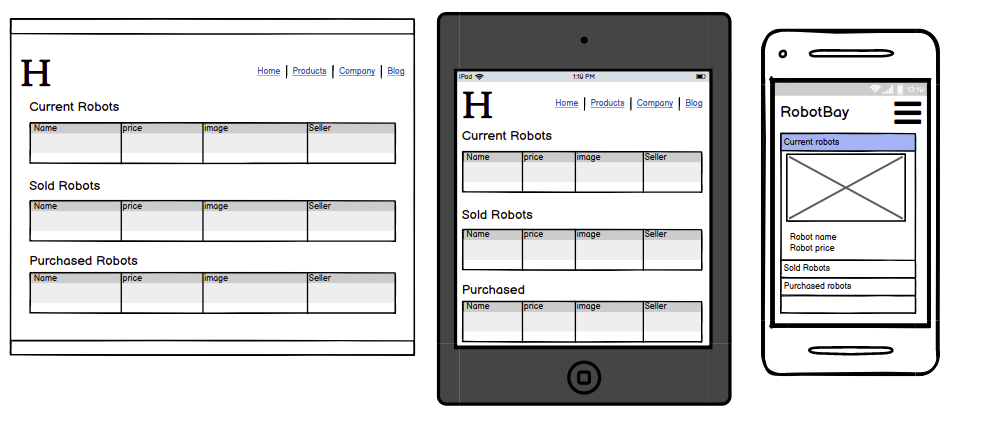 H
Home | Products | Company | Blog
Current Robots
Name price image Seller
Sold Robots
Name price image Seller
Purchased Robots
Name price image Seller
iPad 1:10 PM
H
Home | Products | Company | Blog
Current Robots
Name price image Seller
Sold Robots
Name price image Seller
Purchased
Name price image Seller
13:10
RobotBay
Current robots
Robot name
Robot price
Sold Robots
Purchased robots